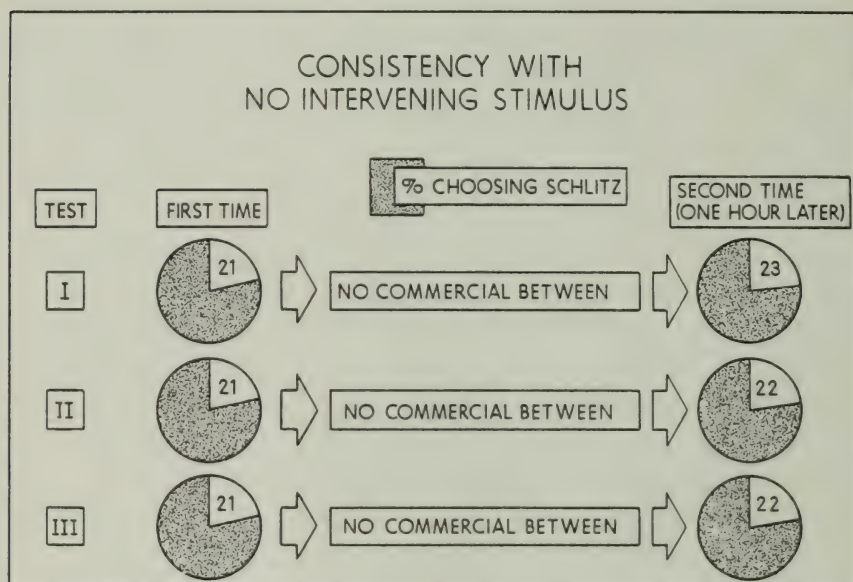 CONSISTENCY WITH
NO INTERVENING STIMULUS
% CHOOSING SCHLITZ
TEST
FIRST TIME
SECOND TIME
(ONE HOUR LATER)
I
21
NO COMMERCIAL BETWEEN
23
II
21
NO COMMERCIAL BETWEEN
22
III
21
NO COMMERCIAL BETWEEN
22